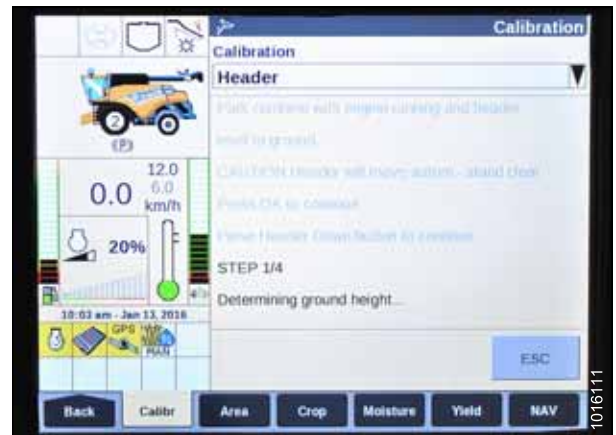 Calibration
Calibration
Header
Park combine with engine running and header
level to ground.
CAUTION Header will move autom.- stand clear
Press OK to continue
Press Header Down button to continue
STEP 1/4
Determining ground height...
ESC
2
(P)
12.0
0.0
6.0
km/h
20%
10:03 am - Jan 13, 2016
GPS
MAN
Back
Calibr
Area
Crop
Moisture
Yield
NAV
1016111